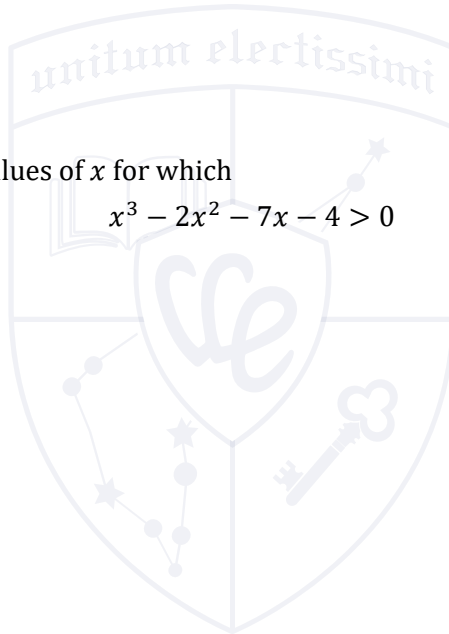 unitum electissimi
lues of x for which
x³ − 2x² − 7x − 4 > 0